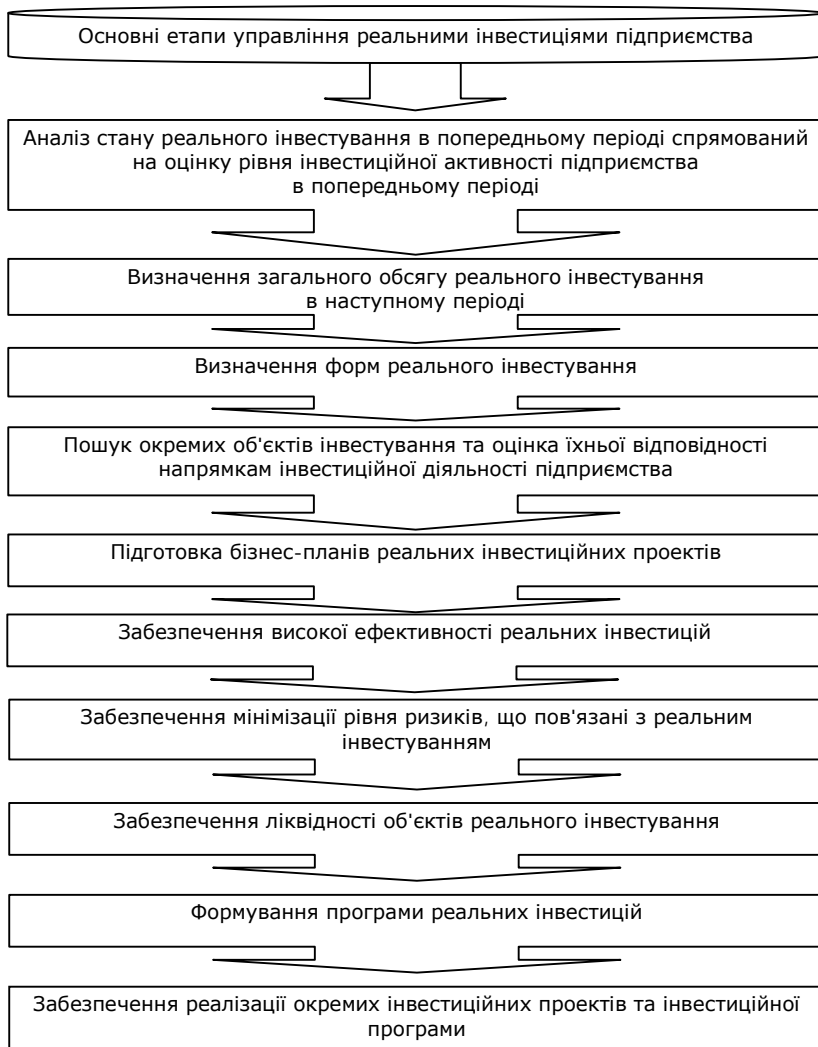 Основні етапи управління реальними інвестиціями підприємства
Аналіз стану реального інвестування в попередньому періоді спрямований
на оцінку рівня інвестиційної активності підприємства
в попередньому періоді
Визначення загального обсягу реального інвестування
в наступному періоді
Визначення форм реального інвестування
Пошук окремих об'єктів інвестування та оцінка їхньої відповідності
напрямкам інвестиційної діяльності підприємства
Підготовка бізнес-планів реальних інвестиційних проектів
Забезпечення високої ефективності реальних інвестицій
Забезпечення мінімізації рівня ризиків, що пов'язані з реальним
інвестуванням
Забезпечення ліквідності об'єктів реального інвестування
Формування програми реальних інвестицій
Забезпечення реалізації окремих інвестиційних проектів та інвестиційної
програми